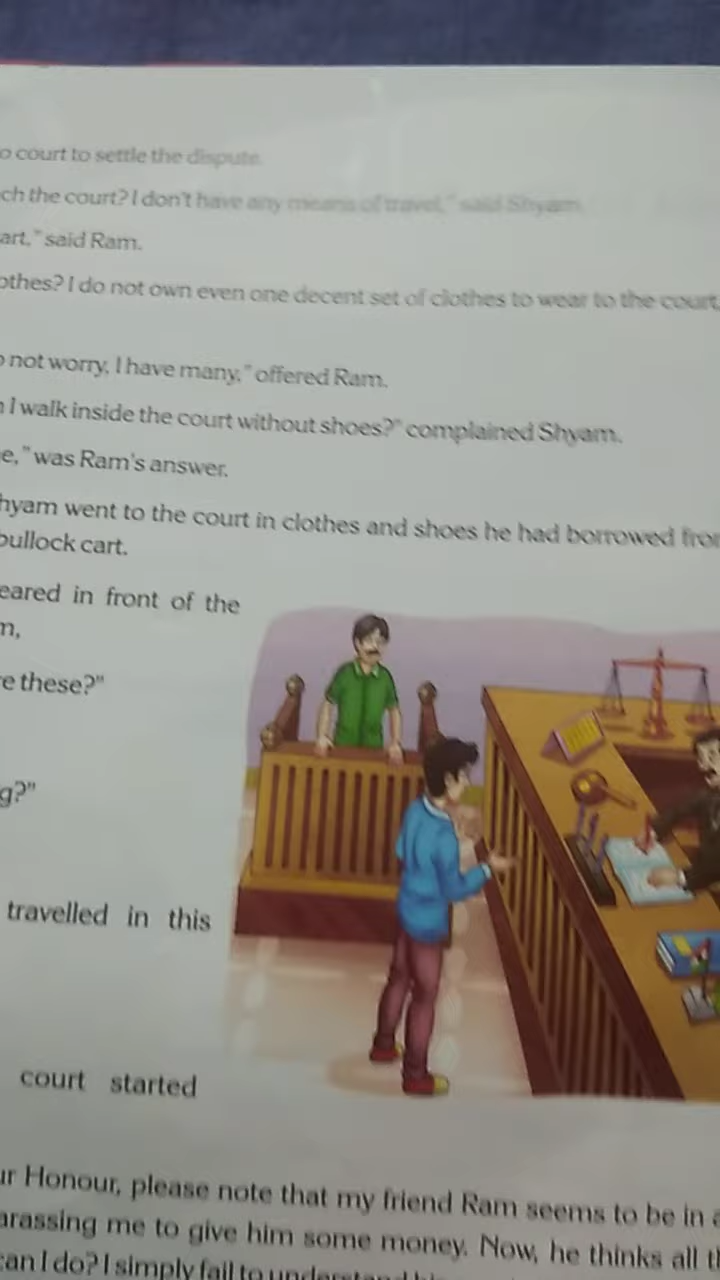 o court to settle the dispute.
ch the court? I don't have any means of travel," said Shyam.
art," said Ram.
othes? I do not own even one decent set of clothes to wear to the court,
o not worry, I have many," offered Ram.
n I walk inside the court without shoes?" complained Shyam.
e," was Ram's answer.
hyam went to the court in clothes and shoes he had borrowed from
bullock cart.
eared in front of the
m,
re these?"
g?"
travelled in this
court started
ur Honour, please note that my friend Ram seems to be in a
arassing me to give him some money. Now, he thinks all th
can I do? I simply fail to understand